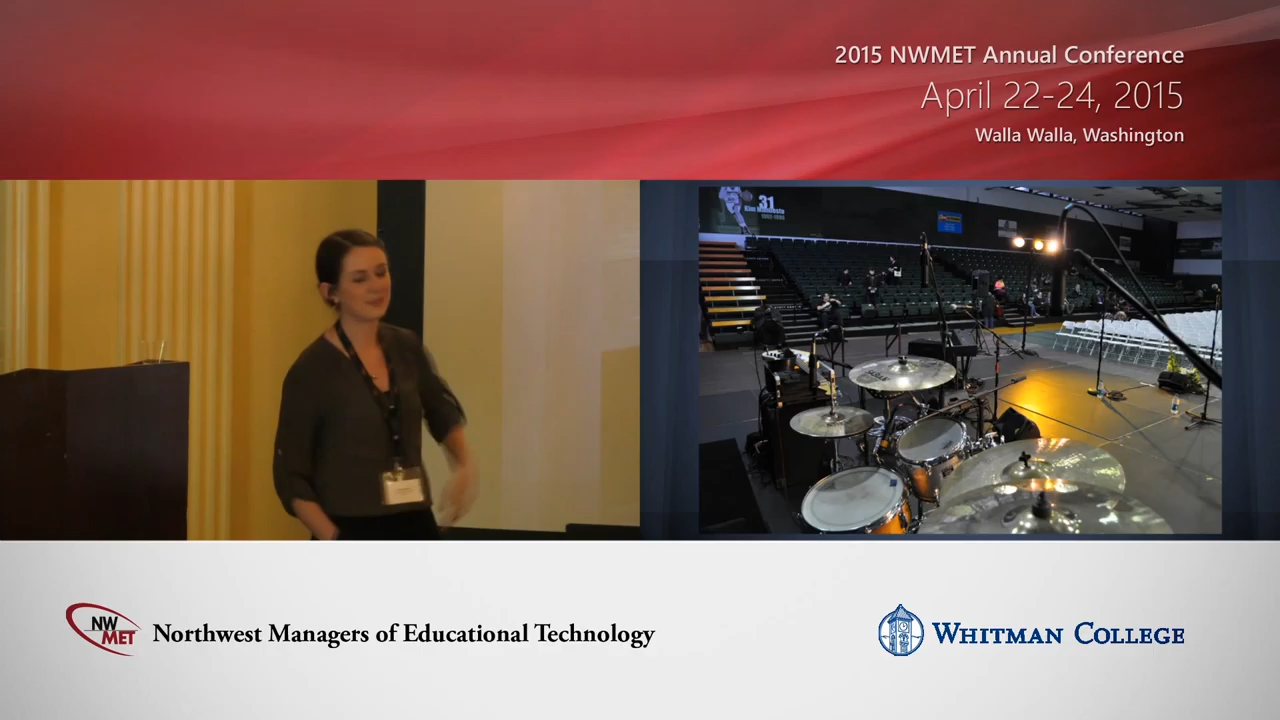 2015 NWMET Annual Conference
April 22-24, 2015
Walla Walla, Washington
31
NW
MET
Northwest Managers of Educational Technology
WHITMAN COLLEGE